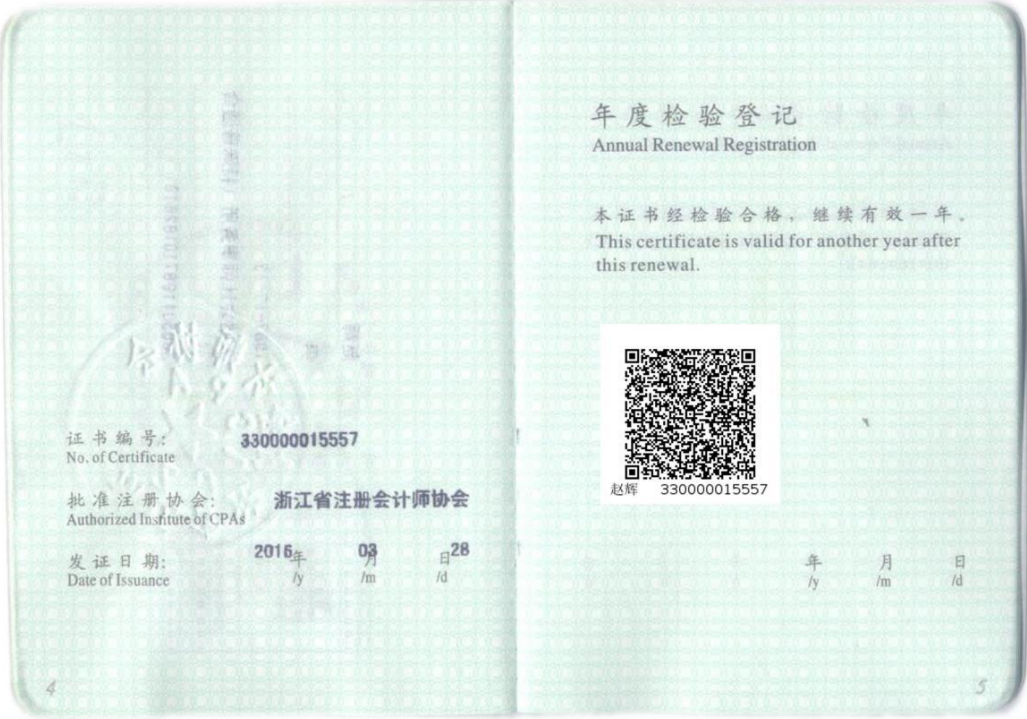 证书编号:
330000015557
No. of Certificate
批准注册协会:
浙江省注册会计师协会
Authorized Institute of CPAs
发证日期:
2016年 03月 日28
Date of Issuance
/y /m /d
4
年度检验登记
Annual Renewal Registration
本证书经检验合格，继续有效一年。
This certificate is valid for another year after
this renewal.
赵辉 330000015557
年 月 日
/y /m /d
5